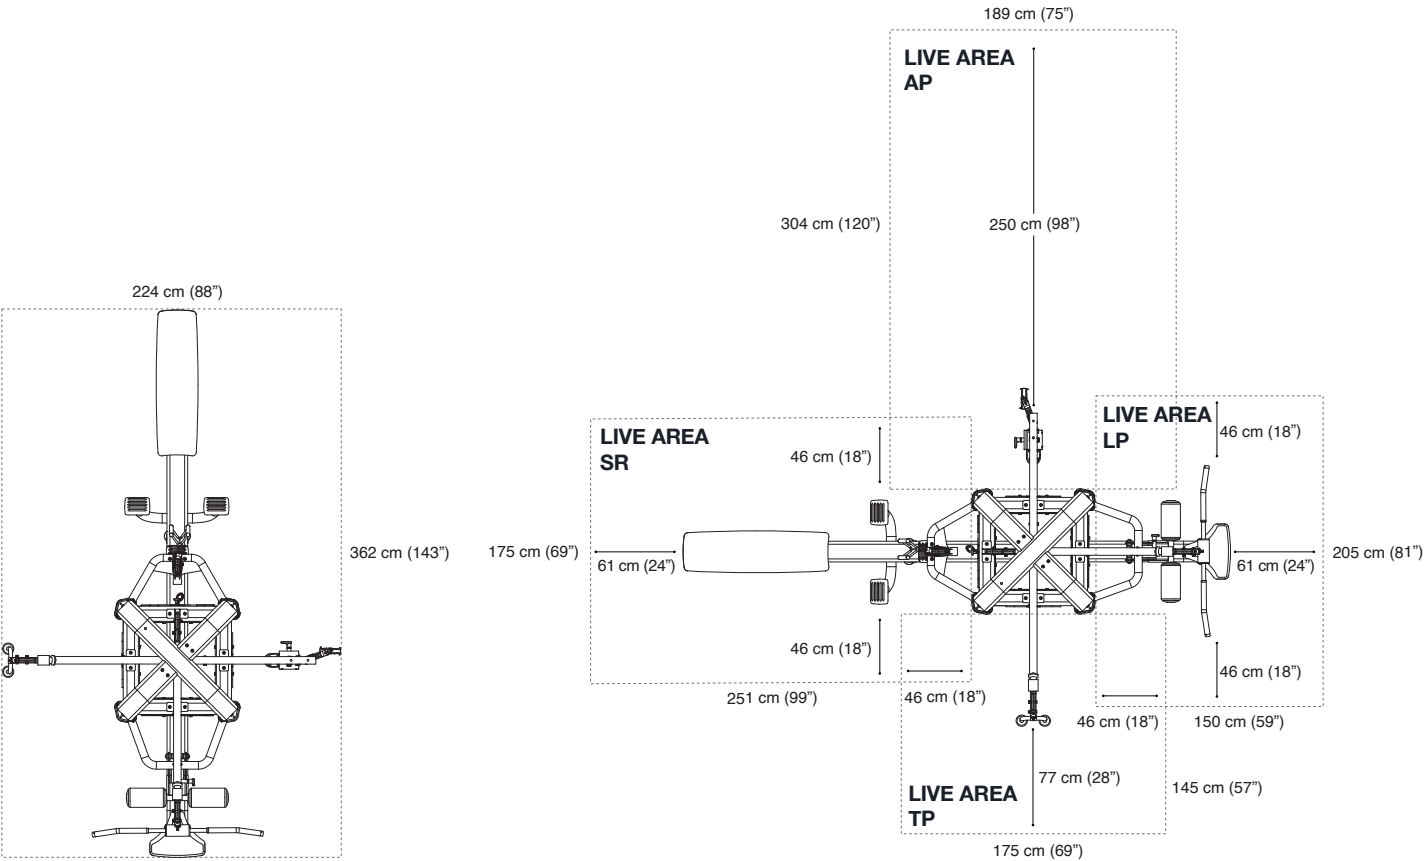 189 cm (75”)
LIVE AREA
AP
304 cm (120”)
250 cm (98”)
224 cm (88”)
362 cm (143”)
LIVE AREA
SR
46 cm (18”)
175 cm (69”)
61 cm (24”)
46 cm (18”)
251 cm (99”)
46 cm (18”)
LIVE AREA
LP
46 cm (18”)
205 cm (81”)
61 cm (24”)
46 cm (18”)
46 cm (18”)
150 cm (59”)
77 cm (28”)
145 cm (57”)
LIVE AREA
TP
175 cm (69”)